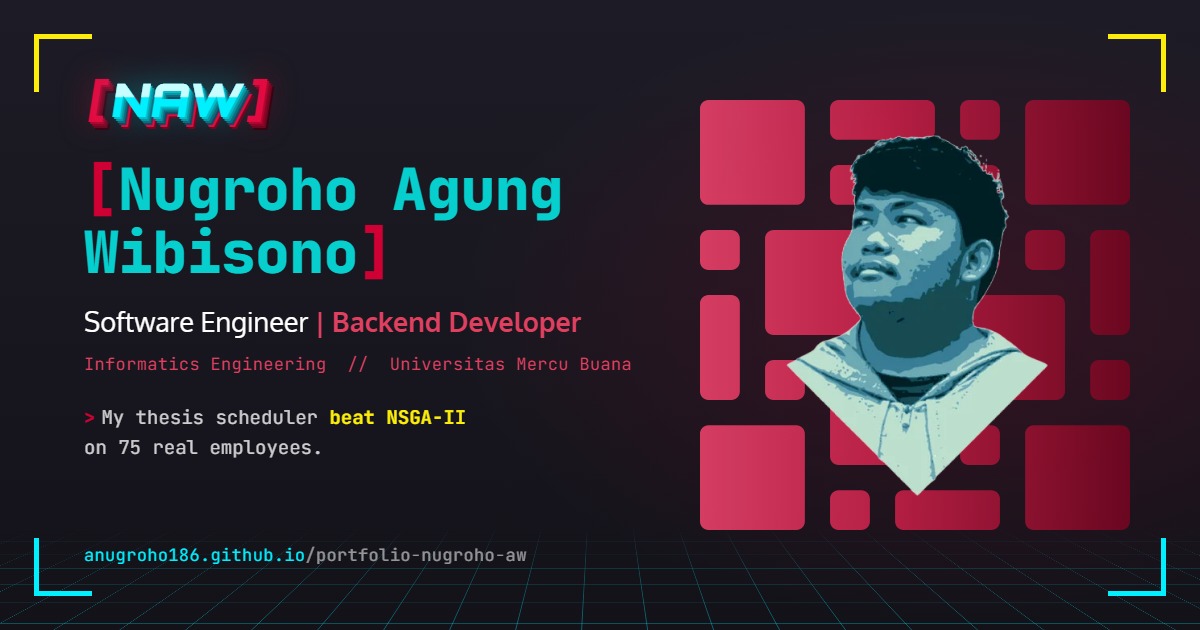 [NAW]
[Nugroho Agung
Wibisono]
Software Engineer | Backend Developer
Informatics Engineering // Universitas Mercu Buana
> My thesis scheduler beat NSGA-II
on 75 real employees.
anugroho186.github.io/portfolio-nugroho-aw